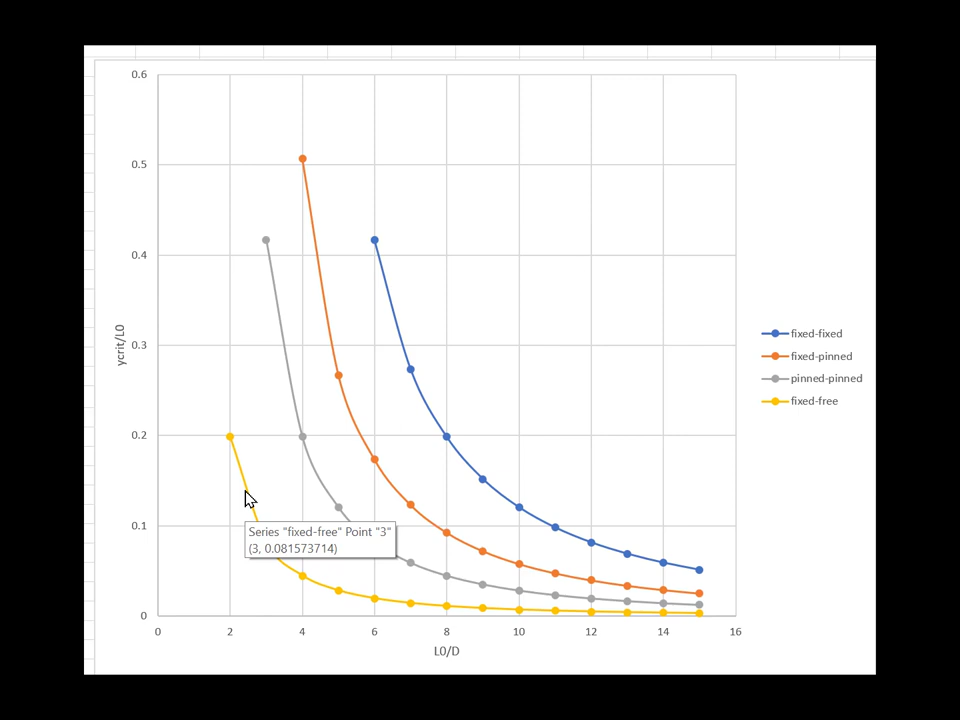 0.6
0.5
0.4
0.3
0.2
0.1
0
ycrit/L0
0 2 4 6 8 10 12 14 16
L0/D
Series "fixed-free" Point "3"
(3, 0.081573714)
fixed-fixed
fixed-pinned
pinned-pinned
fixed-free